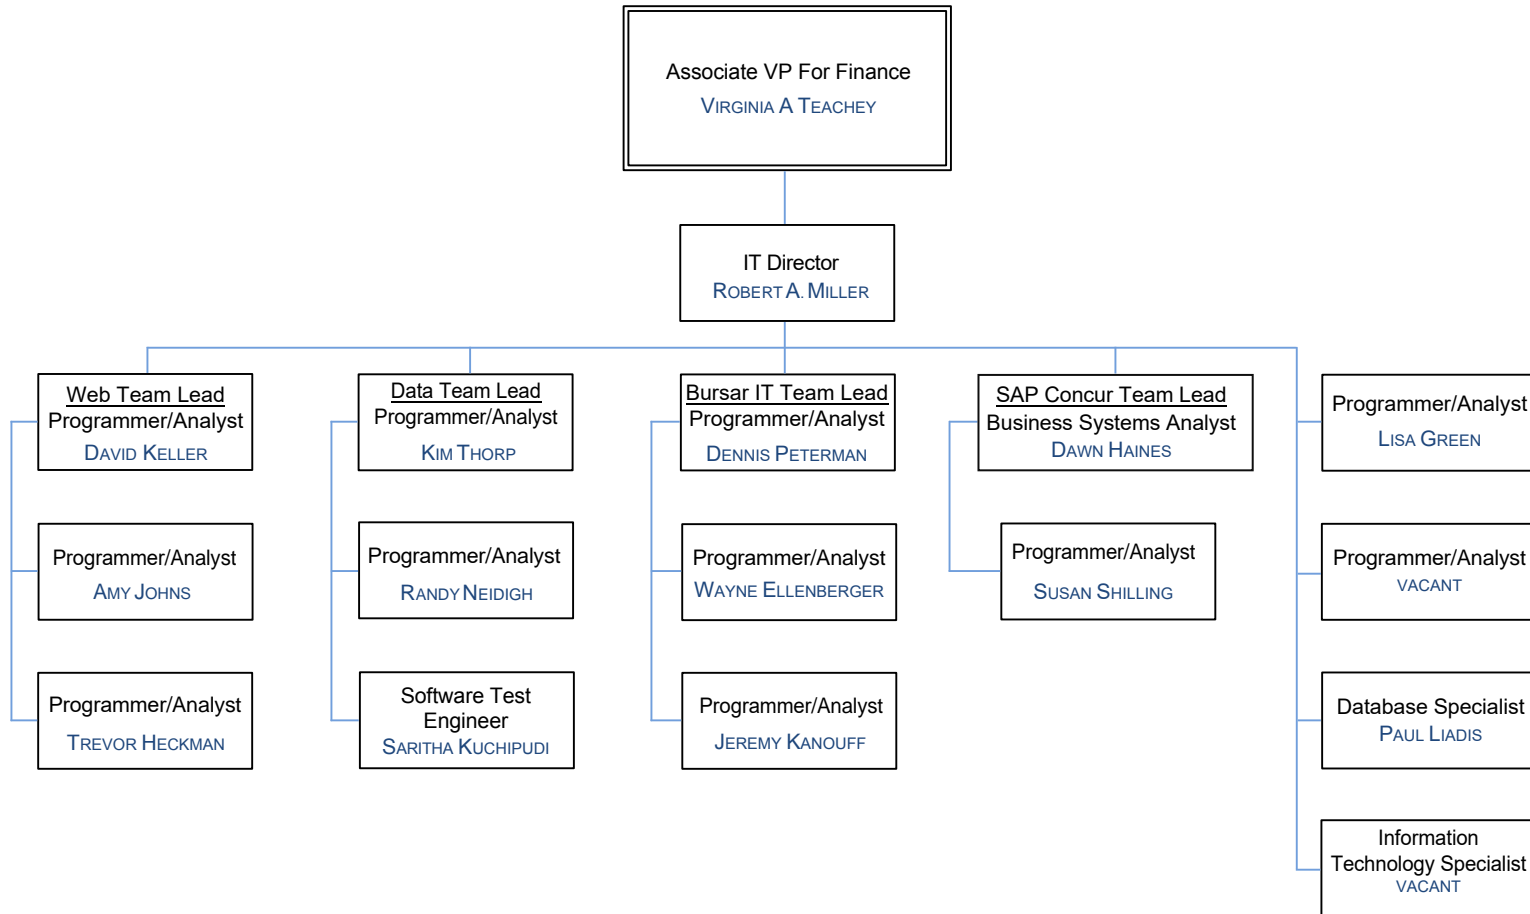 Associate VP For Finance
VIRGINIA A TEACHEY
IT Director
ROBERT A. MILLER
Web Team Lead
Programmer/Analyst
DAVID KELLER
Programmer/Analyst
AMY JOHNS
Programmer/Analyst
TREVOR HECKMAN
Data Team Lead
Programmer/Analyst
KIM THORP
Programmer/Analyst
RANDY NEIDIGH
Software Test
Engineer
SARITHA KUCHIPUDI
Bursar IT Team Lead
Programmer/Analyst
DENNIS PETERMAN
Programmer/Analyst
WAYNE ELLENBERGER
Programmer/Analyst
JEREMY KANOUFF
SAP Concur Team Lead
Business Systems Analyst
DAWN HAINES
Programmer/Analyst
SUSAN SHILLING
Programmer/Analyst
LISA GREEN
Programmer/Analyst
VACANT
Database Specialist
PAUL LIADIS
Information
Technology Specialist
VACANT